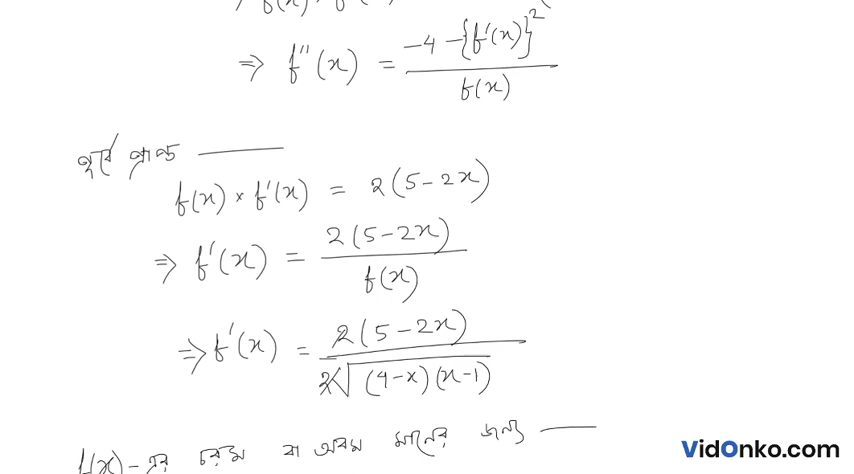 ⇒ f''(x) = (-4 - {f'(x)}²) / f(x)
পূর্বে প্রাপ্ত ———
f(x) × f'(x) = 2(5-2x)
⇒ f'(x) = 2(5-2x) / f(x)
⇒ f'(x) = 2(5-2x) / 2√(4-x)(x-1)
f(x)-এর চরম বা অবম মানের জন্য ———
VidOnko.com